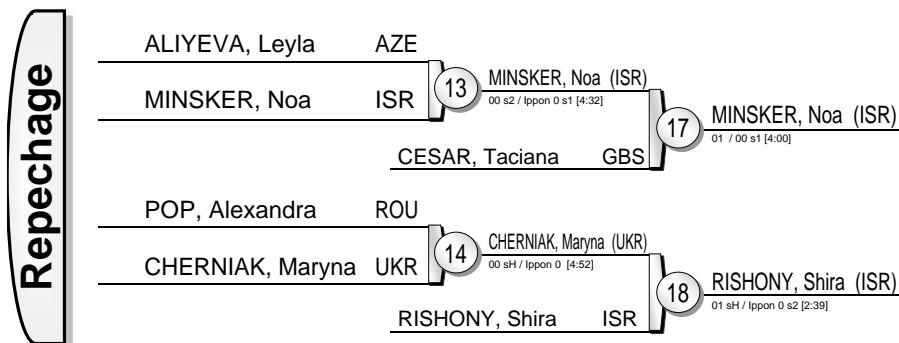 Repechage
ALIYEVA, Leyla AZE
MINSKER, Noa ISR
13
MINSKER, Noa (ISR)
00 s2 / Ippon 0 s1 [4:32]
CESAR, Taciana GBS
17
MINSKER, Noa (ISR)
01 / 00 s1 [4:00]
POP, Alexandra ROU
CHERNIAK, Maryna UKR
14
CHERNIAK, Maryna (UKR)
00 sH / Ippon 0 [4:52]
RISHONY, Shira ISR
18
RISHONY, Shira (ISR)
01 sH / Ippon 0 s2 [2:39]